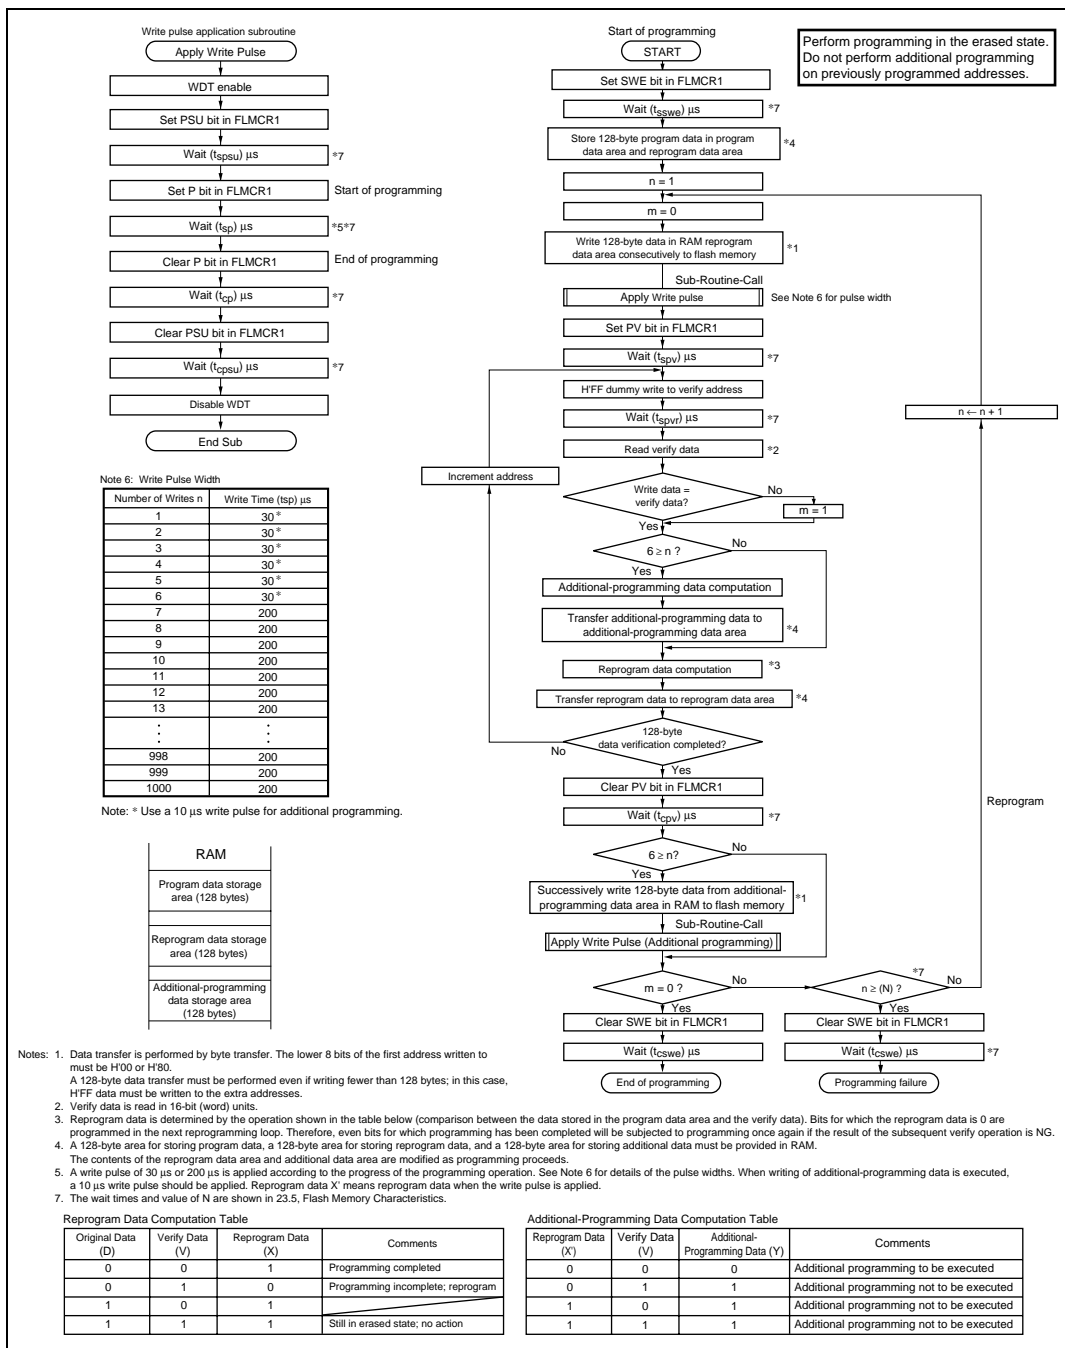 Write pulse application subroutine
Apply Write Pulse
WDT enable
Set PSU bit in FLMCR1
Wait (tspsu) µs
*7
Set P bit in FLMCR1
Start of programming
Wait (tsp) µs
*5*7
Clear P bit in FLMCR1
End of programming
Wait (tcp) µs
*7
Clear PSU bit in FLMCR1
Wait (tcpsu) µs
*7
Disable WDT
End Sub
Note 6: Write Pulse Width
Number of Writes n Write Time (tsp) µs
1 30*
2 30*
3 30*
4 30*
5 30*
6 30*
7 200
8 200
9 200
10 200
11 200
12 200
13 200
998 200
999 200
1000 200
Note: * Use a 10 µs write pulse for additional programming.
RAM
Program data storage
area (128 bytes)
Reprogram data storage
area (128 bytes)
Additional-programming
data storage area
(128 bytes)
Start of programming
START
Perform programming in the erased state.
Do not perform additional programming
on previously programmed addresses.
Set SWE bit in FLMCR1
Wait (tsswe) µs
*7
Store 128-byte program data in program
data area and reprogram data area
*4
n = 1
m = 0
Write 128-byte data in RAM reprogram
data area consecutively to flash memory
*1
Sub-Routine-Call
Apply Write pulse
See Note 6 for pulse width
Set PV bit in FLMCR1
Wait (tspv) µs
*7
H'FF dummy write to verify address
Wait (tspvr) µs
*7
Read verify data
*2
Increment address
n ← n + 1
Write data =
verify data?
No
m = 1
Yes
6 ≥ n ?
No
Yes
Additional-programming data computation
Transfer additional-programming data to
additional-programming data area
*4
Reprogram data computation
*3
Transfer reprogram data to reprogram data area
*4
128-byte
data verification completed?
No
Yes
Clear PV bit in FLMCR1
Reprogram
Wait (tcpv) µs
*7
6 ≥ n?
No
Yes
Successively write 128-byte data from additional-
programming data area in RAM to flash memory
*1
Sub-Routine-Call
Apply Write Pulse (Additional programming)
m = 0 ?
No
*7
n ≥ (N) ?
No
Yes
Yes
Clear SWE bit in FLMCR1
Clear SWE bit in FLMCR1
Wait (tcswe) µs
Wait (tcswe) µs
*7
End of programming
Programming failure
Notes: 1. Data transfer is performed by byte transfer. The lower 8 bits of the first address written to
must be H'00 or H'80.
A 128-byte data transfer must be performed even if writing fewer than 128 bytes; in this case,
H'FF data must be written to the extra addresses.
2. Verify data is read in 16-bit (word) units.
3. Reprogram data is determined by the operation shown in the table below (comparison between the data stored in the program data area and the verify data). Bits for which the reprogram data is 0 are
programmed in the next reprogramming loop. Therefore, even bits for which programming has been completed will be subjected to programming once again if the result of the subsequent verify operation is NG.
4. A 128-byte area for storing program data, a 128-byte area for storing reprogram data, and a 128-byte area for storing additional data must be provided in RAM.
The contents of the reprogram data area and additional data area are modified as programming proceeds.
5. A write pulse of 30 µs or 200 µs is applied according to the progress of the programming operation. See Note 6 for details of the pulse widths. When writing of additional-programming data is executed,
a 10 µs write pulse should be applied. Reprogram data X' means reprogram data when the write pulse is applied.
7. The wait times and value of N are shown in 23.5, Flash Memory Characteristics.
Reprogram Data Computation Table
Original Data (D) Verify Data (V) Reprogram Data (X) Comments
0 0 1 Programming completed
0 1 0 Programming incomplete; reprogram
1 0 1
1 1 1 Still in erased state; no action
Additional-Programming Data Computation Table
Reprogram Data (X') Verify Data (V) Additional-Programming Data (Y) Comments
0 0 0 Additional programming to be executed
0 1 1 Additional programming not to be executed
1 0 1 Additional programming not to be executed
1 1 1 Additional programming not to be executed